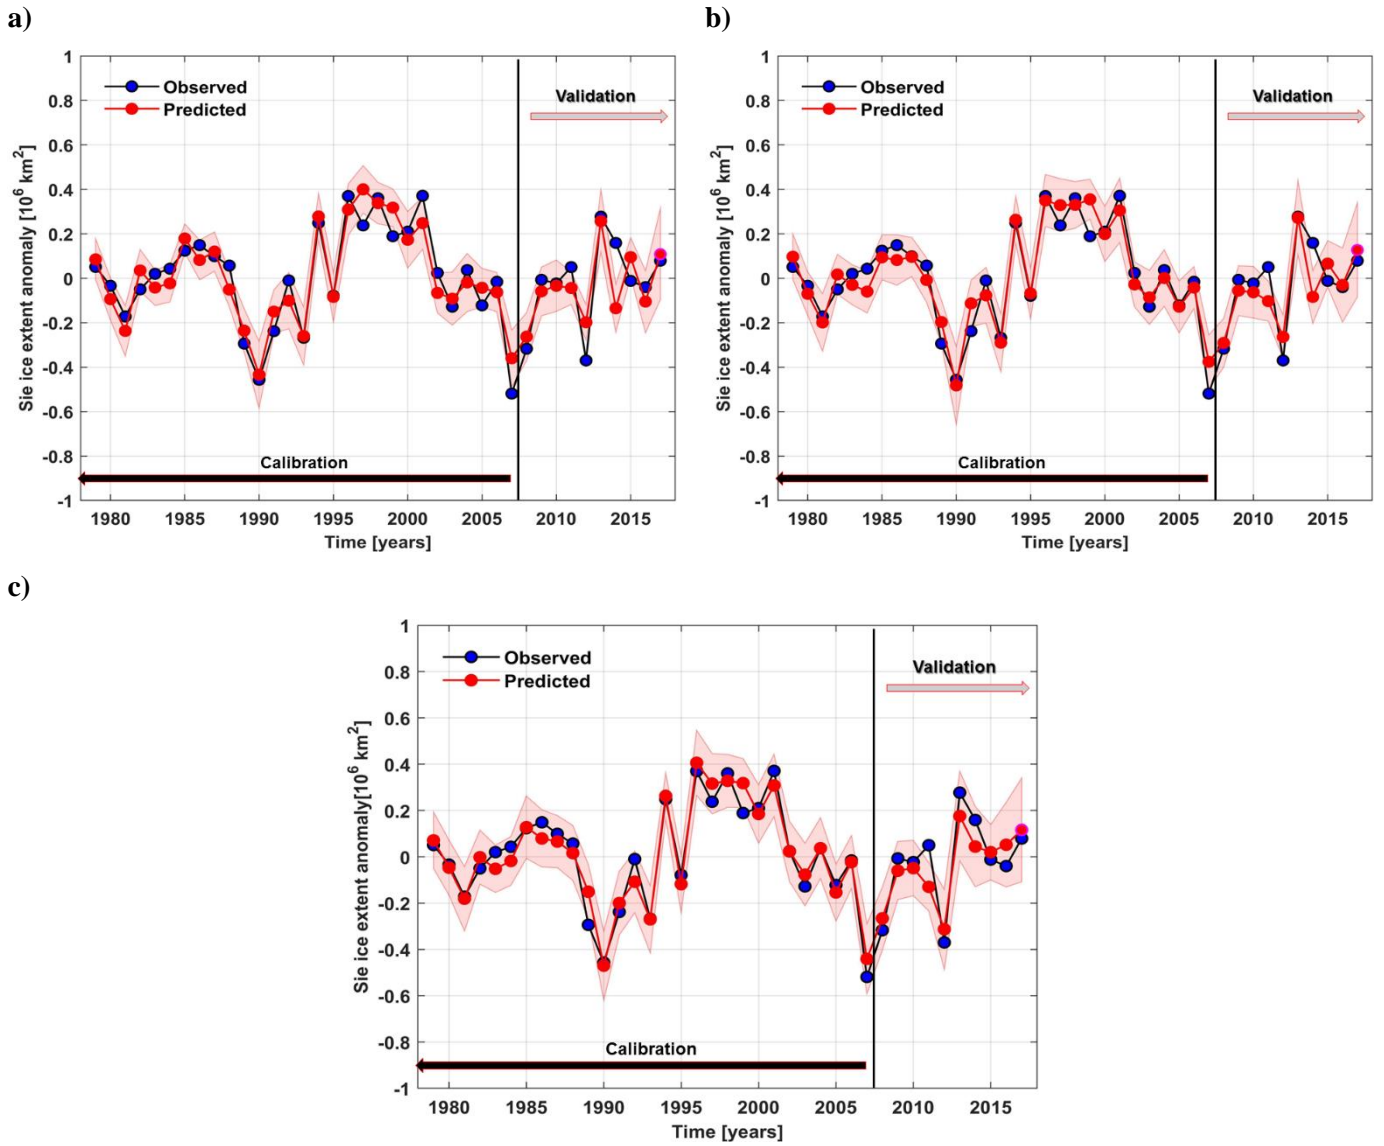 a)
1
0.8
0.6
0.4
0.2
0
-0.2
-0.4
-0.6
-0.8
-1
Sie ice extent anomaly [10⁶ km²]
Observed
Predicted
Validation
Calibration
1980 1985 1990 1995 2000 2005 2010 2015
Time [years]
b)
1
0.8
0.6
0.4
0.2
0
-0.2
-0.4
-0.6
-0.8
-1
Sie ice extent anomaly [10⁶ km²]
Observed
Predicted
Validation
Calibration
1980 1985 1990 1995 2000 2005 2010 2015
Time [years]
c)
1
0.8
0.6
0.4
0.2
0
-0.2
-0.4
-0.6
-0.8
-1
Sie ice extent anomaly[10⁶ km²]
Observed
Predicted
Validation
Calibration
1980 1985 1990 1995 2000 2005 2010 2015
Time [years]